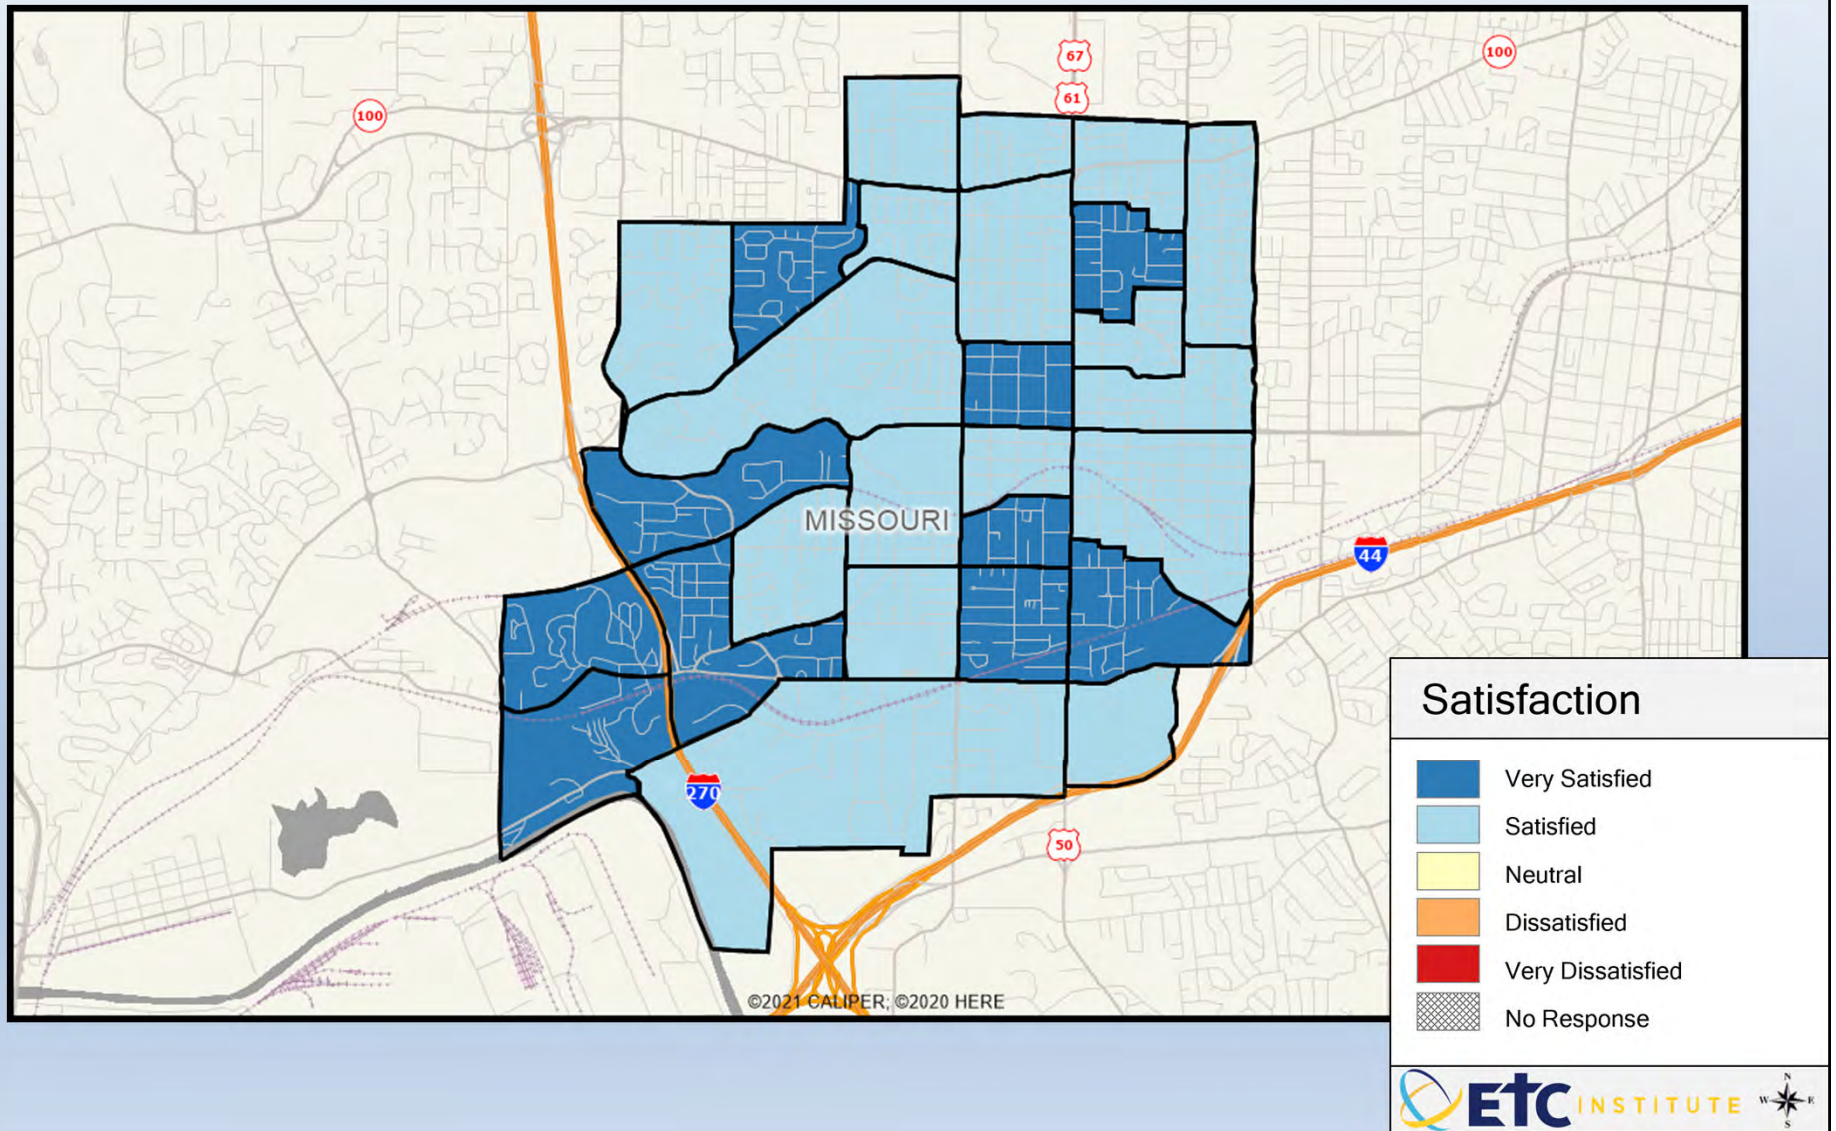 67
100
61
100
MISSOURI
44
270
50
©2021 CALIPER; ©2020 HERE
Satisfaction
Very Satisfied
Satisfied
Neutral
Dissatisfied
Very Dissatisfied
No Response
ETC INSTITUTE
N
W E
S